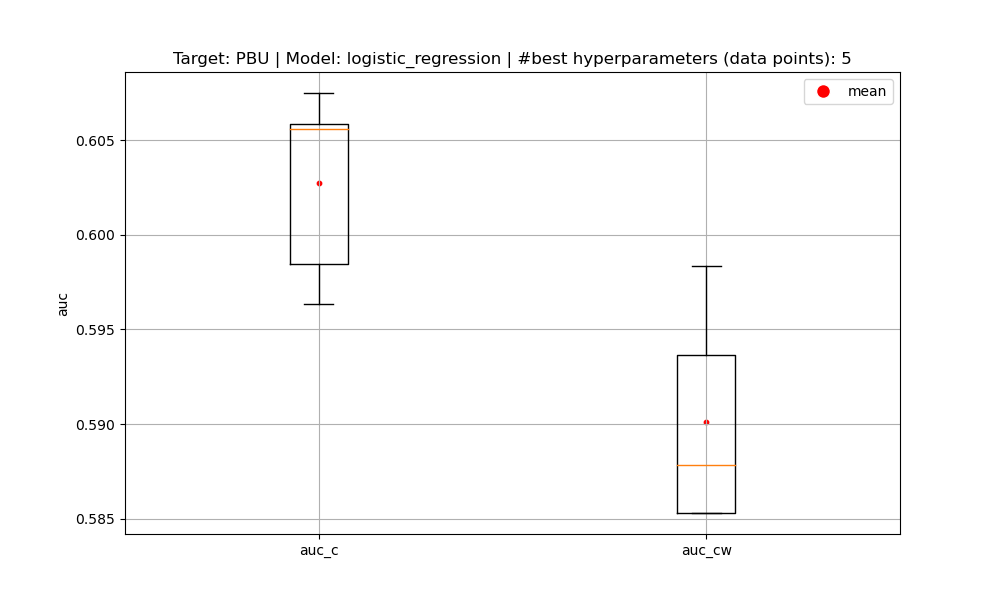 Target: PBU | Model: logistic_regression | #best hyperparameters (data points): 5
mean
0.605
0.600
0.595
0.590
0.585
auc
auc_c
auc_cw